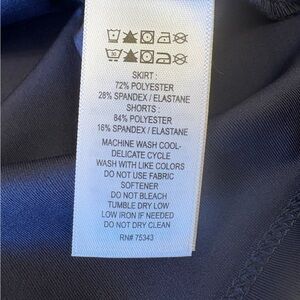 SKIRT :
72% POLYESTER
28% SPANDEX / ELASTANE
SHORTS :
84% POLYESTER
16% SPANDEX / ELASTANE
MACHINE WASH COOL-
DELICATE CYCLE
WASH WITH LIKE COLORS
DO NOT USE FABRIC
SOFTENER
DO NOT BLEACH
TUMBLE DRY LOW
LOW IRON IF NEEDED
DO NOT DRY CLEAN
RN# 75343